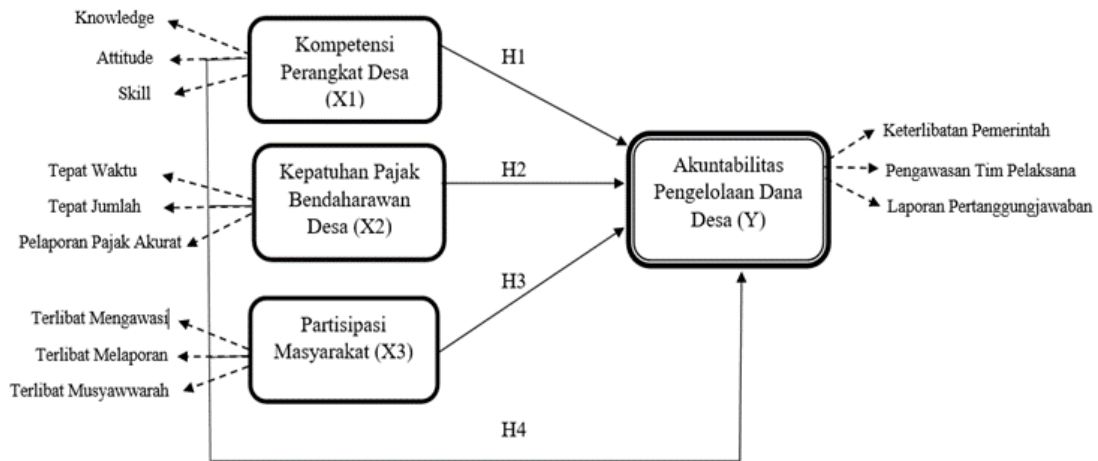 Knowledge
Attitude
Skill
Kompetensi
Perangkat Desa
(X1)
H1
Tepat Waktu
Tepat Jumlah
Pelaporan Pajak Akurat
Kepatuhan Pajak
Bendaharawan
Desa (X2)
H2
Terlibat Mengawasi
Terlibat Melaporan
Terlibat Musyawwarah
Partisipasi
Masyarakat (X3)
H3
H4
Akuntabilitas
Pengelolaan Dana
Desa (Y)
Keterlibatan Pemerintah
Pengawasan Tim Pelaksana
Laporan Pertanggungjawaban